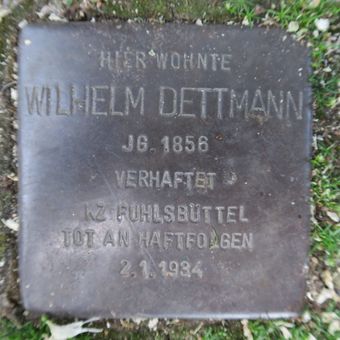 HIER WOHNTE
WILHELM DETTMANN
JG. 1856
VERHAFTET
KZ FUHLSBÜTTEL
TOT AN HAFTFOLGEN
2.1.1934